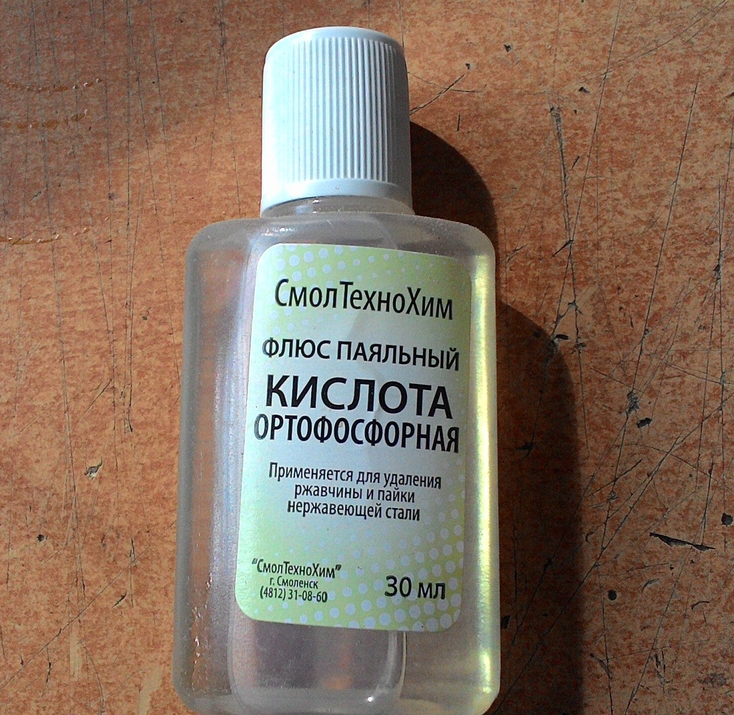 СмолТехноХим
ФЛЮС ПАЯЛЬНЫЙ
КИСЛОТА
ОРТОФОСФОРНАЯ
Применяется для удаления
ржавчины и пайки
нержавеющей стали
"СмолТехноХим"
г. Смоленск
(4812) 31-08-60
30 мл